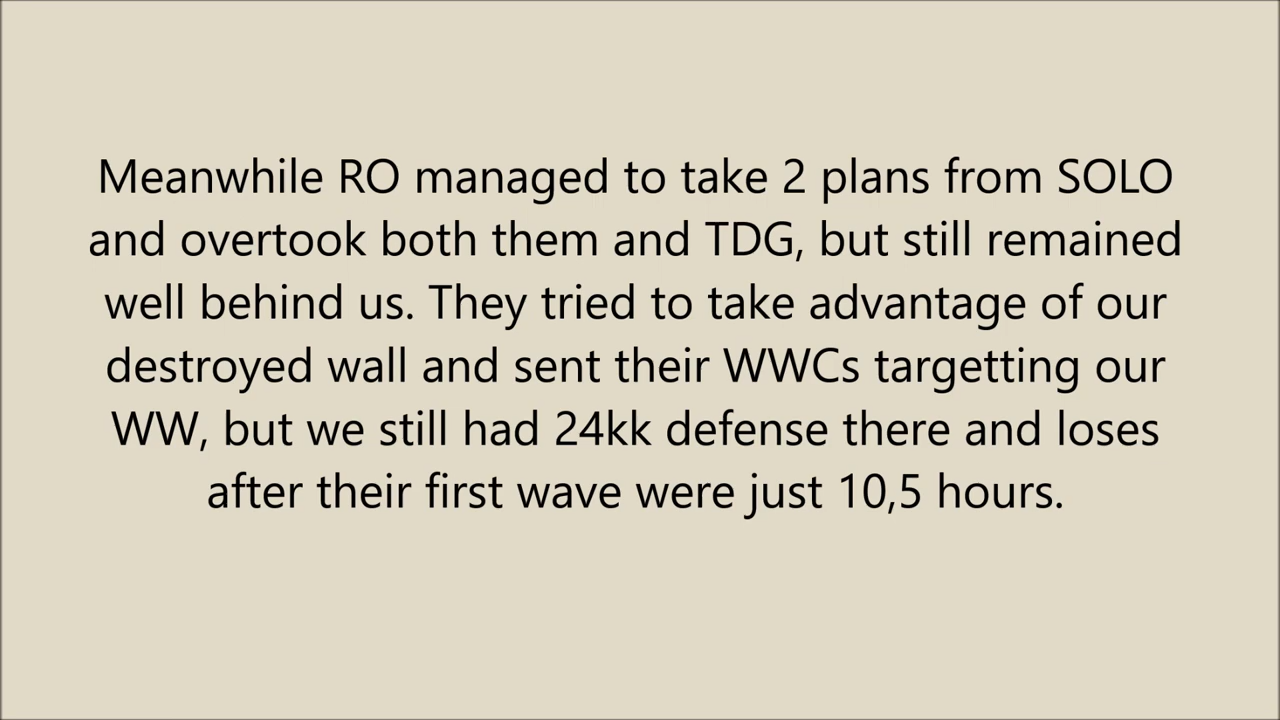 Meanwhile RO managed to take 2 plans from SOLO
and overtook both them and TDG, but still remained
well behind us. They tried to take advantage of our
destroyed wall and sent their WWCs targetting our
WW, but we still had 24kk defense there and loses
after their first wave were just 10,5 hours.